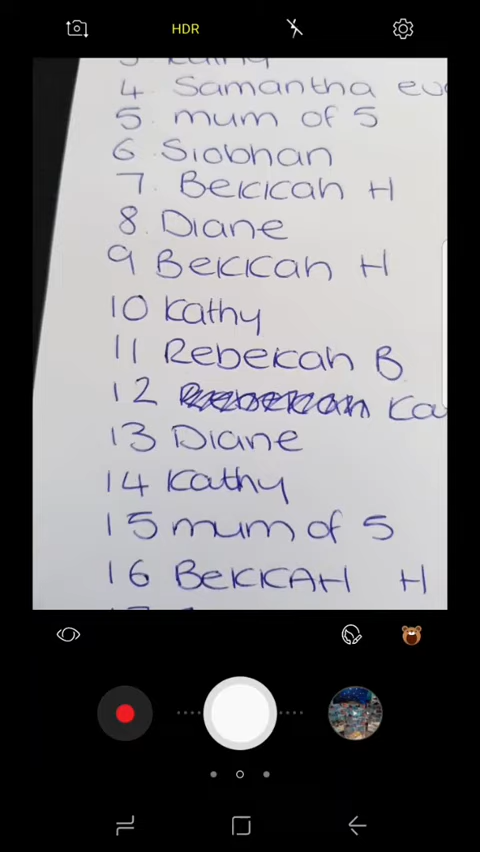 HDR
4 Samantha
5 mum of 5
6 Siobhan
7. Bekkah H
8. Diane
9 Bekkah H
10 Kathy
11 Rebekah B
12
13 Diane
14 Kathy
15 mum of 5
16 BEKKAH H